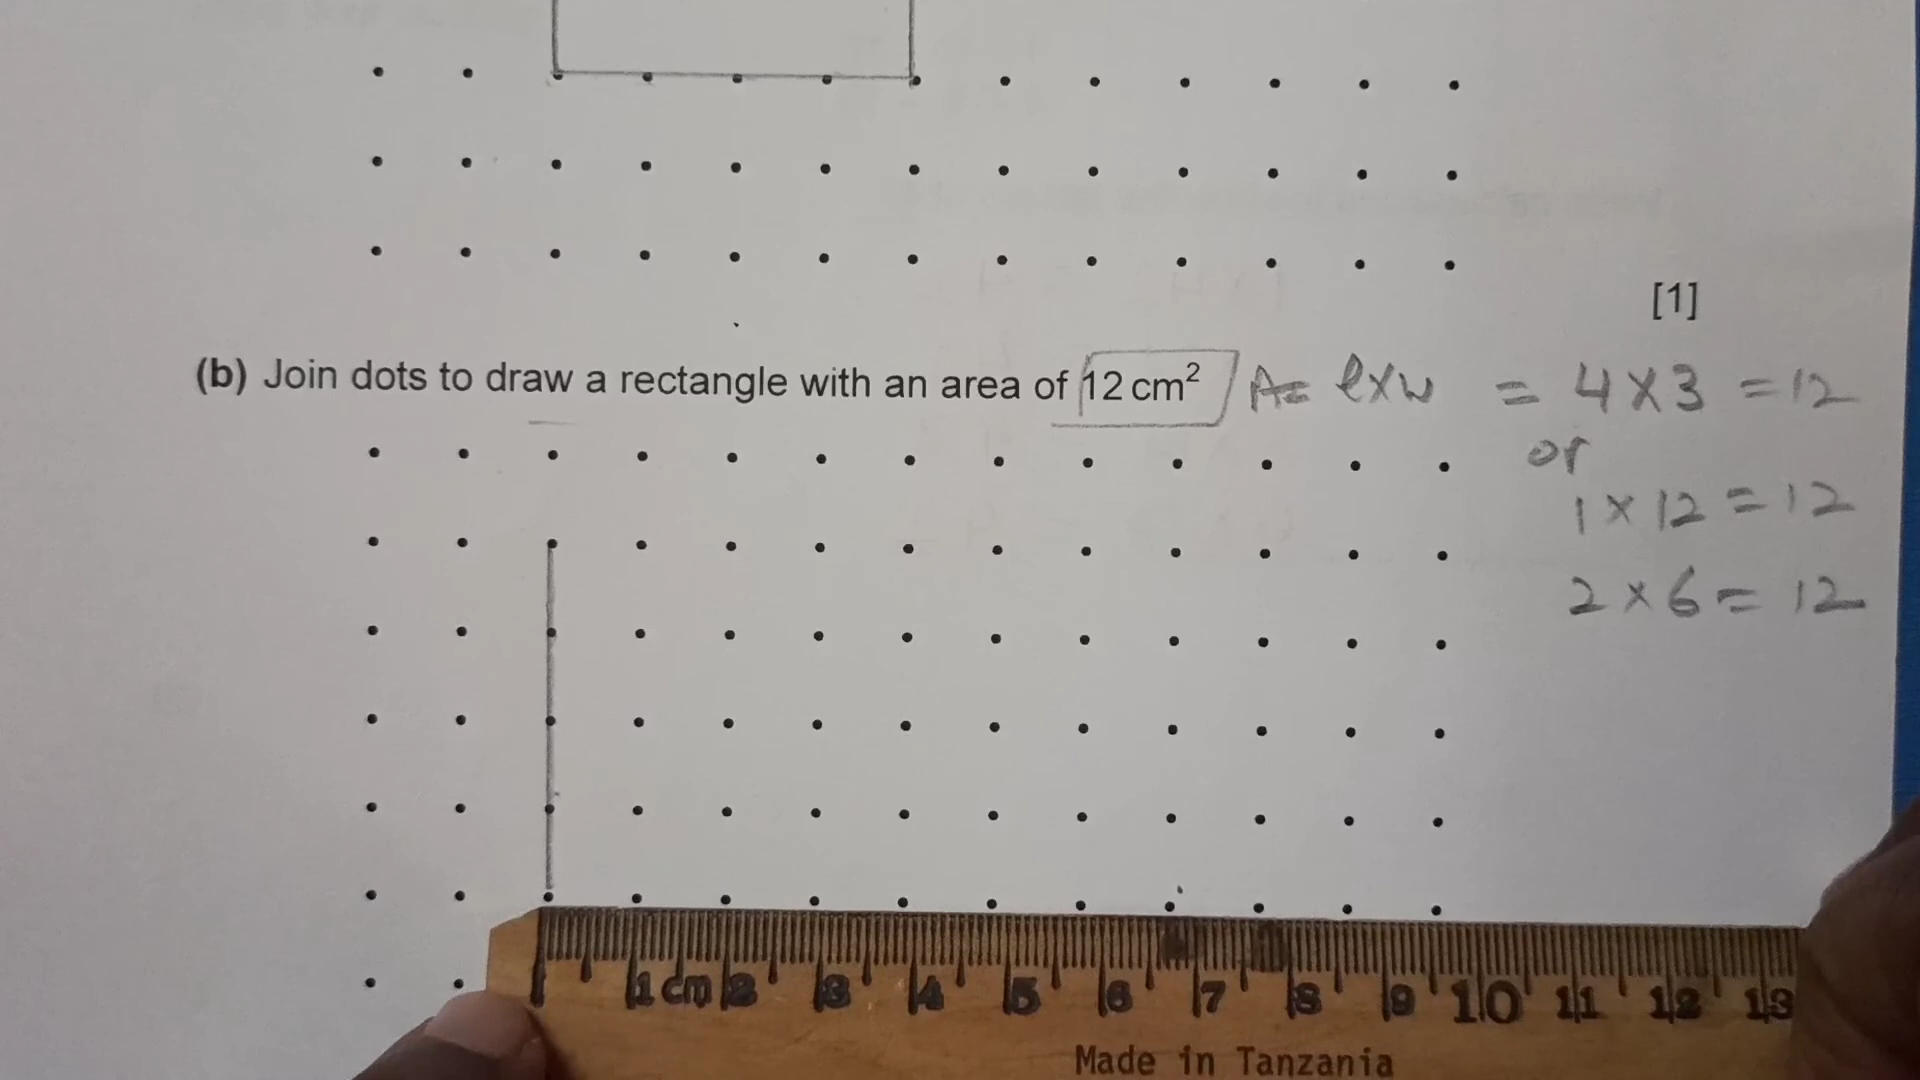 [1]
(b) Join dots to draw a rectangle with an area of 12 cm² A= l×w = 4×3 =12
or
1×12=12
2×6=12
1 cm 2 3 4 5 6 7 8 9 10 11 12 13
Made in Tanzania